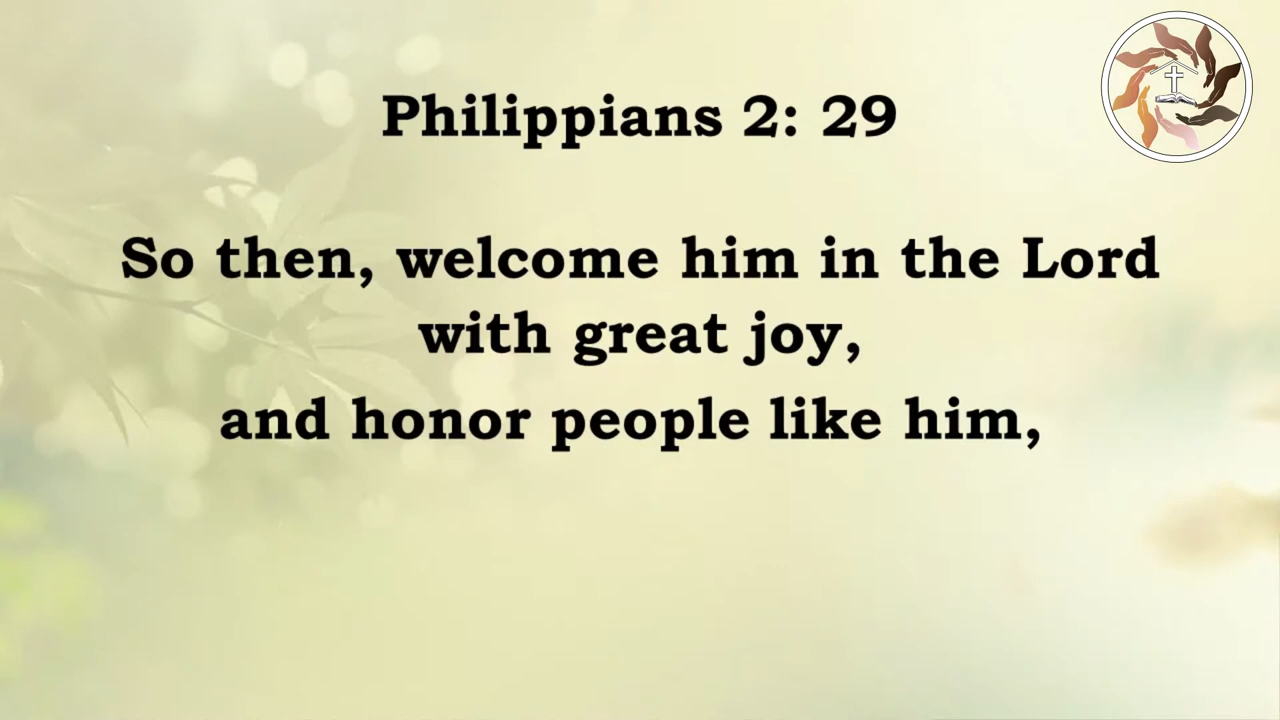 Philippians 2: 29
So then, welcome him in the Lord
with great joy,
and honor people like him,